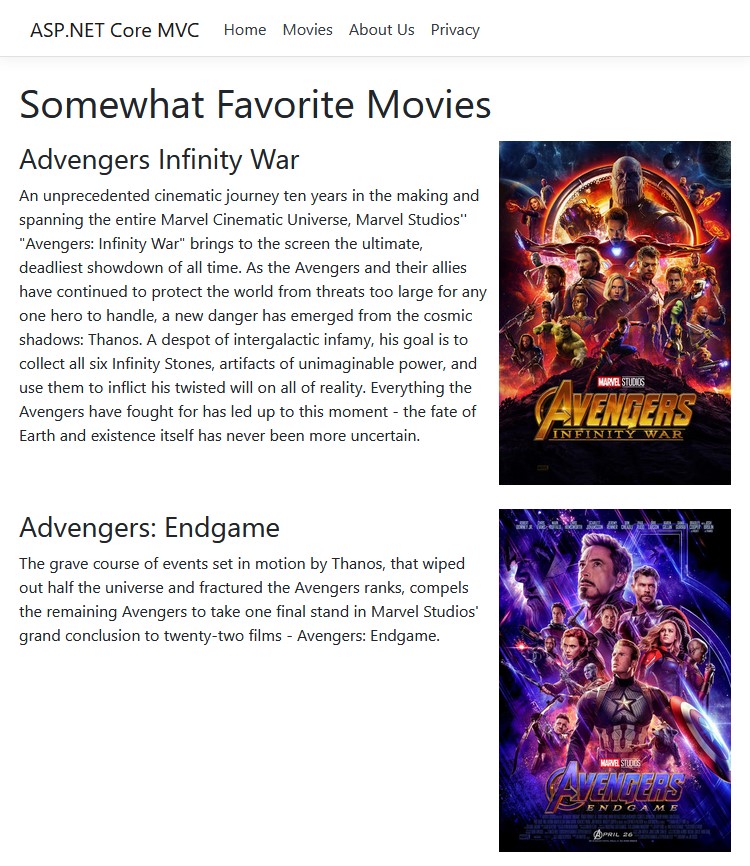 ASP.NET Core MVC Home Movies About Us Privacy
Somewhat Favorite Movies
Advengers Infinity War
An unprecedented cinematic journey ten years in the making and
spanning the entire Marvel Cinematic Universe, Marvel Studios''
"Avengers: Infinity War" brings to the screen the ultimate,
deadliest showdown of all time. As the Avengers and their allies
have continued to protect the world from threats too large for any
one hero to handle, a new danger has emerged from the cosmic
shadows: Thanos. A despot of intergalactic infamy, his goal is to
collect all six Infinity Stones, artifacts of unimaginable power, and
use them to inflict his twisted will on all of reality. Everything the
Avengers have fought for has led up to this moment - the fate of
Earth and existence itself has never been more uncertain.
MARVEL STUDIOS
AVENGERS
INFINITY WAR
Advengers: Endgame
The grave course of events set in motion by Thanos, that wiped
out half the universe and fractured the Avengers ranks, compels
the remaining Avengers to take one final stand in Marvel Studios'
grand conclusion to twenty-two films - Avengers: Endgame.
MARVEL STUDIOS
AVENGERS
ENDGAME
APRIL 26